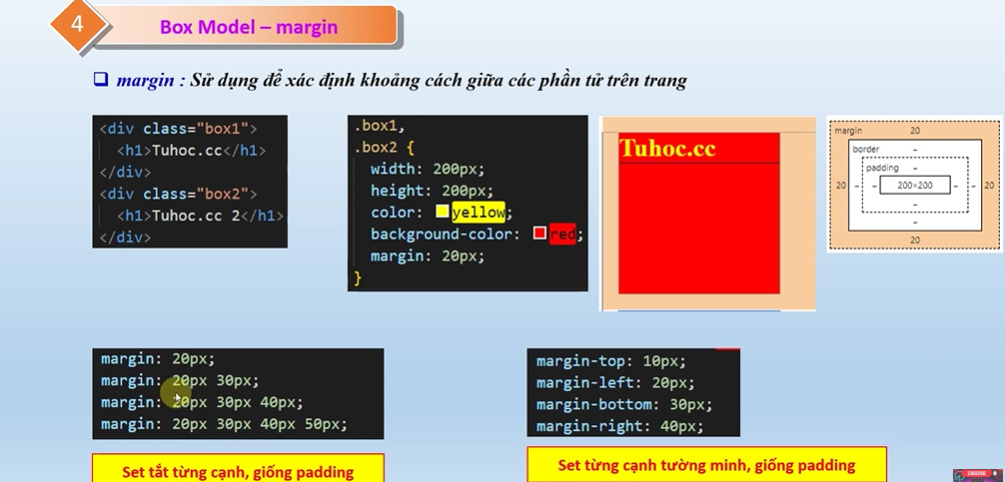 4
Box Model – margin
margin : Sử dụng để xác định khoảng cách giữa các phần tử trên trang
<div class="box1">
<h1>Tuhoc.cc</h1>
</div>
<div class="box2">
<h1>Tuhoc.cc 2</h1>
</div>
.box1,
.box2 {
width: 200px;
height: 200px;
color: yellow;
background-color: red;
margin: 20px;
}
Tuhoc.cc
margin 20
border –
padding –
20 – – 200×200 – – 20
–
–
20
margin: 20px;
margin: 20px 30px;
margin: 20px 30px 40px;
margin: 20px 30px 40px 50px;
Set tắt từng cạnh, giống padding
margin-top: 10px;
margin-left: 20px;
margin-bottom: 30px;
margin-right: 40px;
Set từng cạnh tường minh, giống padding